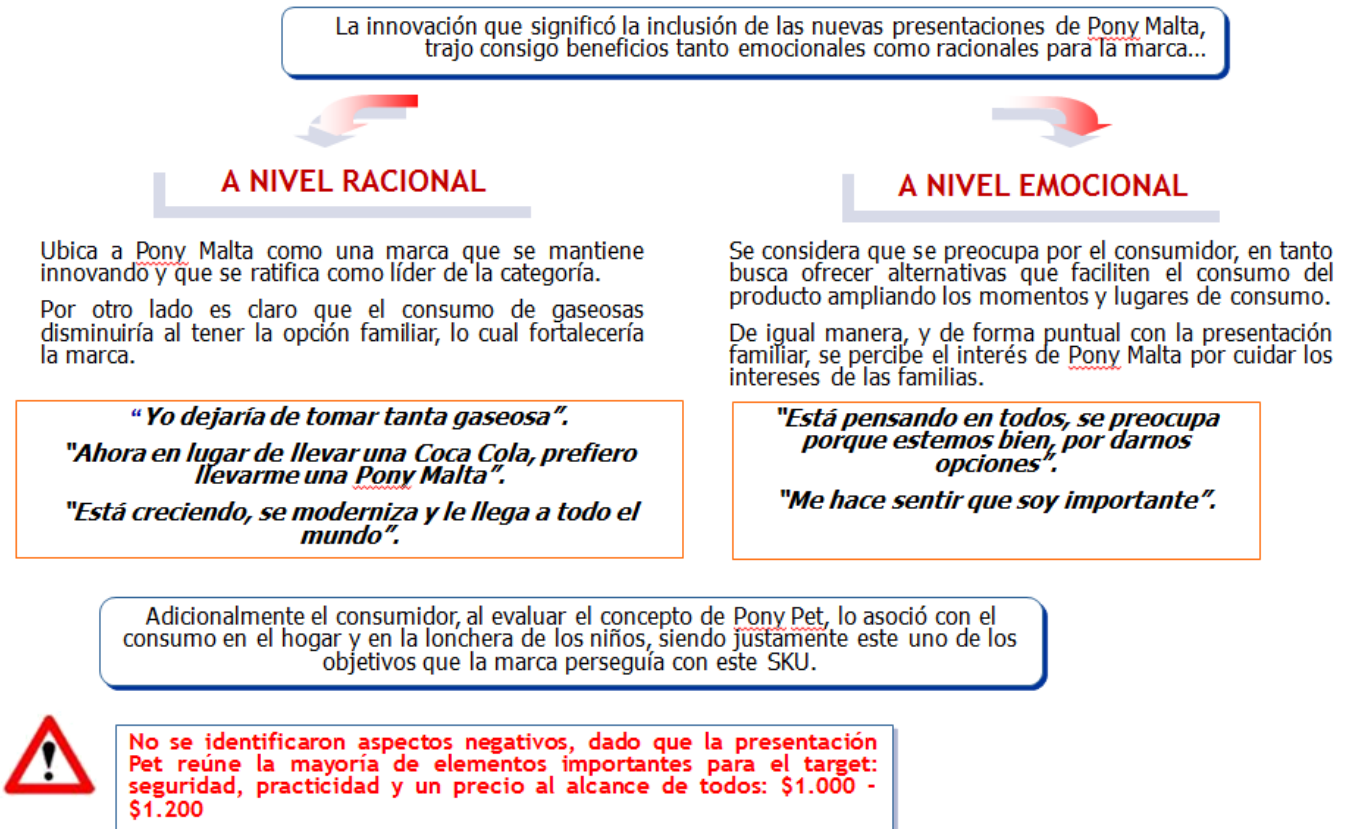 La innovación que significó la inclusión de las nuevas presentaciones de Pony Malta,
trajo consigo beneficios tanto emocionales como racionales para la marca…
A NIVEL RACIONAL
Ubica a Pony Malta como una marca que se mantiene
innovando y que se ratifica como líder de la categoría.
Por otro lado es claro que el consumo de gaseosas
disminuiría al tener la opción familiar, lo cual fortalecería
la marca.
“Yo dejaría de tomar tanta gaseosa”.
“Ahora en lugar de llevar una Coca Cola, prefiero
llevarme una Pony Malta”.
“Está creciendo, se moderniza y le llega a todo el
mundo”.
A NIVEL EMOCIONAL
Se considera que se preocupa por el consumidor, en tanto
busca ofrecer alternativas que faciliten el consumo del
producto ampliando los momentos y lugares de consumo.
De igual manera, y de forma puntual con la presentación
familiar, se percibe el interés de Pony Malta por cuidar los
intereses de las familias.
“Está pensando en todos, se preocupa
porque estemos bien, por darnos
opciones”.
“Me hace sentir que soy importante”.
Adicionalmente el consumidor, al evaluar el concepto de Pony Pet, lo asoció con el
consumo en el hogar y en la lonchera de los niños, siendo justamente este uno de los
objetivos que la marca perseguía con este SKU.
No se identificaron aspectos negativos, dado que la presentación
Pet reúne la mayoría de elementos importantes para el target:
seguridad, practicidad y un precio al alcance de todos: $1.000 -
$1.200